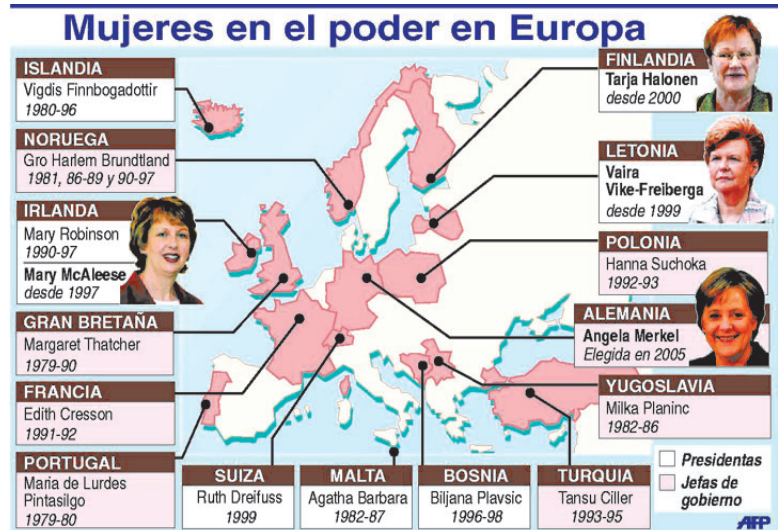 Mujeres en el poder en Europa
ISLANDIA
Vigdis Finnbogadottir
1980-96
NORUEGA
Gro Harlem Brundtland
1981, 86-89 y 90-97
IRLANDA
Mary Robinson
1990-97
Mary McAleese
desde 1997
GRAN BRETAÑA
Margaret Thatcher
1979-90
FRANCIA
Edith Cresson
1991-92
PORTUGAL
Maria de Lurdes
Pintasilgo
1979-80
SUIZA
Ruth Dreifuss
1999
MALTA
Agatha Barbara
1982-87
BOSNIA
Biljana Plavsic
1996-98
TURQUIA
Tansu Ciller
1993-95
FINLANDIA
Tarja Halonen
desde 2000
LETONIA
Vaira
Vike-Freiberga
desde 1999
POLONIA
Hanna Suchoka
1992-93
ALEMANIA
Angela Merkel
Elegida en 2005
YUGOSLAVIA
Milka Planinc
1982-86
Presidentas
Jefas de
gobierno
AFP